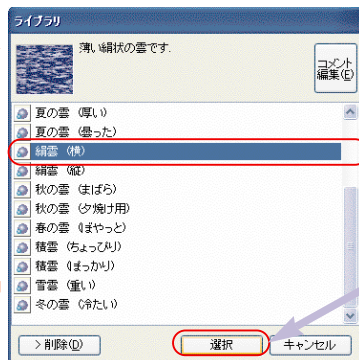 ライブラリ
薄い絹状の雲です.
コメント
編集(E)
夏の雲 (厚い)
夏の雲 (曇った)
絹雲 (横)
絹雲 (縦)
秋の雲 (まばら)
秋の雲 (夕焼け用)
春の雲 (ぼやっと)
積雲 (ちょっぴり)
積雲 (ぽっかり)
雪雲 (重い)
冬の雲 (冷たい)
>削除(D)
選択
キャンセル